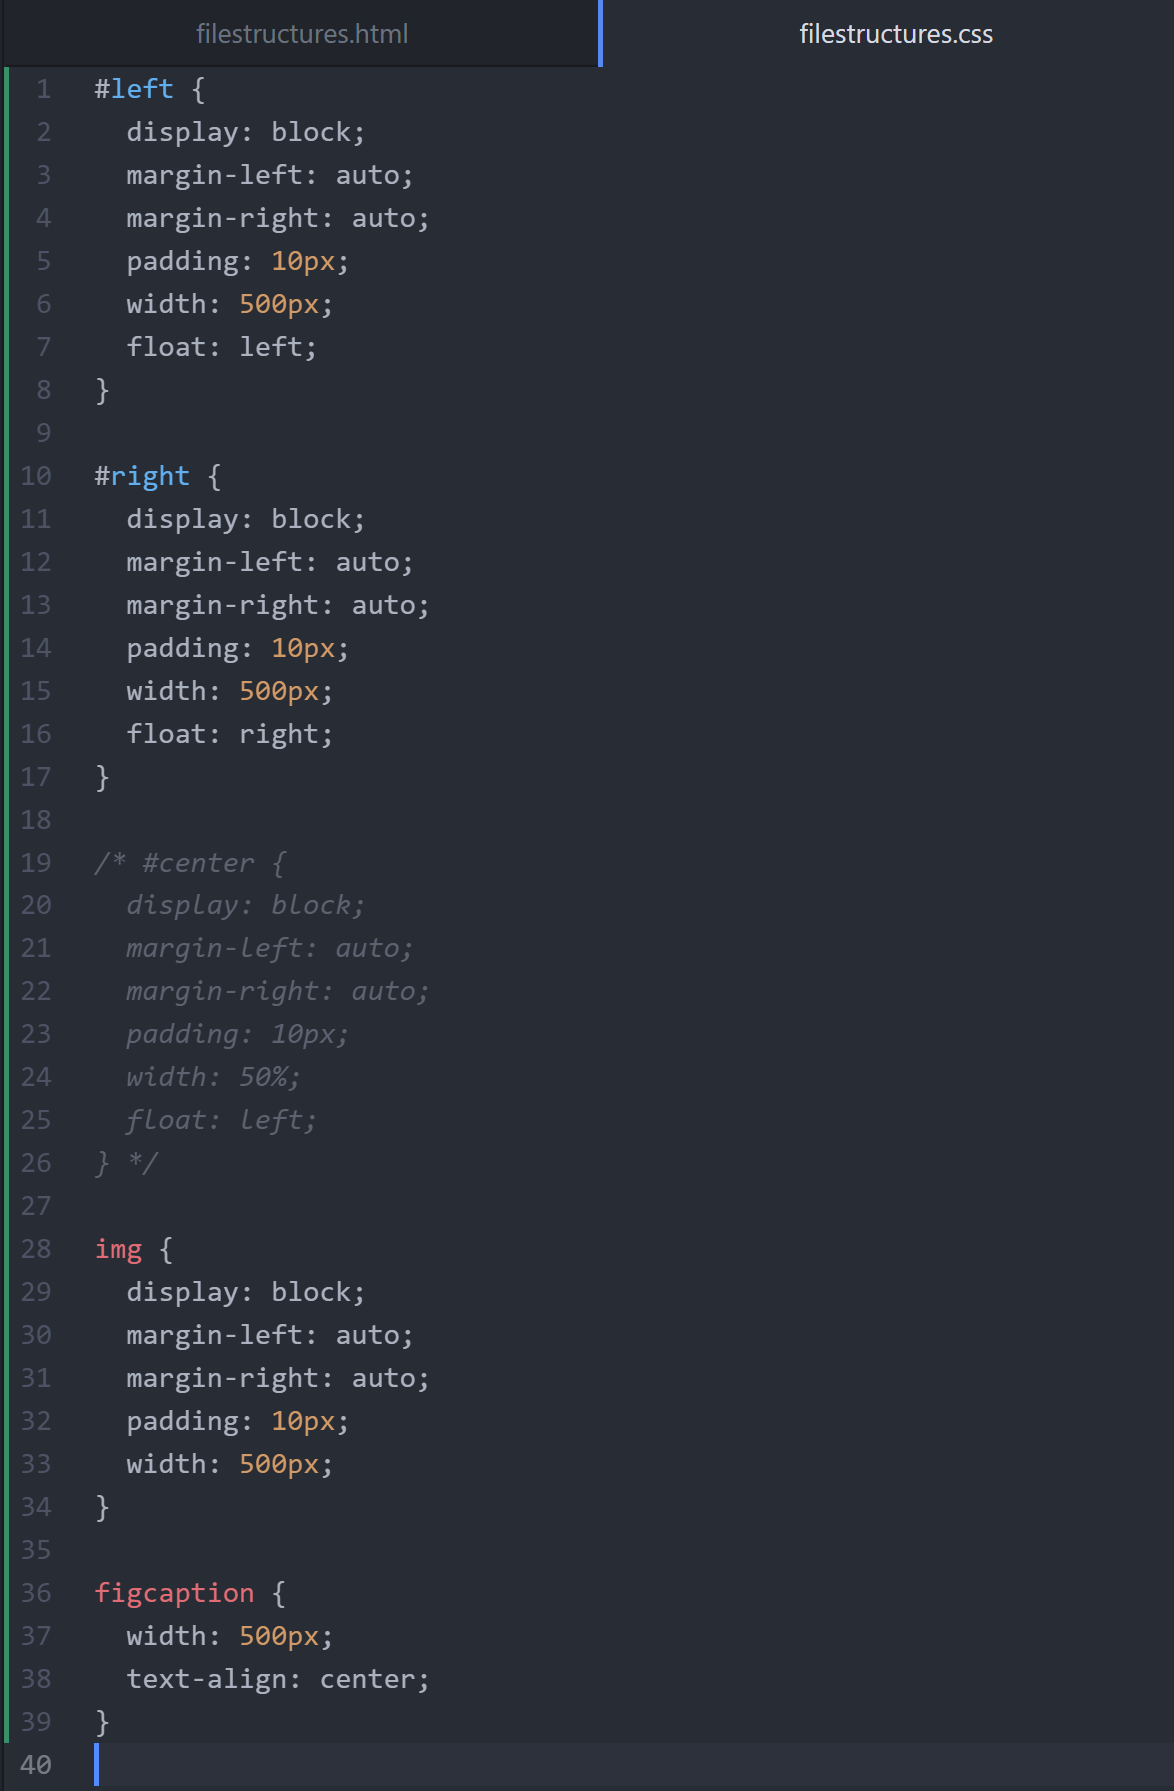 filestructures.html
filestructures.css
1 #left {
2 display: block;
3 margin-left: auto;
4 margin-right: auto;
5 padding: 10px;
6 width: 500px;
7 float: left;
8 }
9
10 #right {
11 display: block;
12 margin-left: auto;
13 margin-right: auto;
14 padding: 10px;
15 width: 500px;
16 float: right;
17 }
18
19 /* #center {
20 display: block;
21 margin-left: auto;
22 margin-right: auto;
23 padding: 10px;
24 width: 50%;
25 float: left;
26 } */
27
28 img {
29 display: block;
30 margin-left: auto;
31 margin-right: auto;
32 padding: 10px;
33 width: 500px;
34 }
35
36 figcaption {
37 width: 500px;
38 text-align: center;
39 }
40